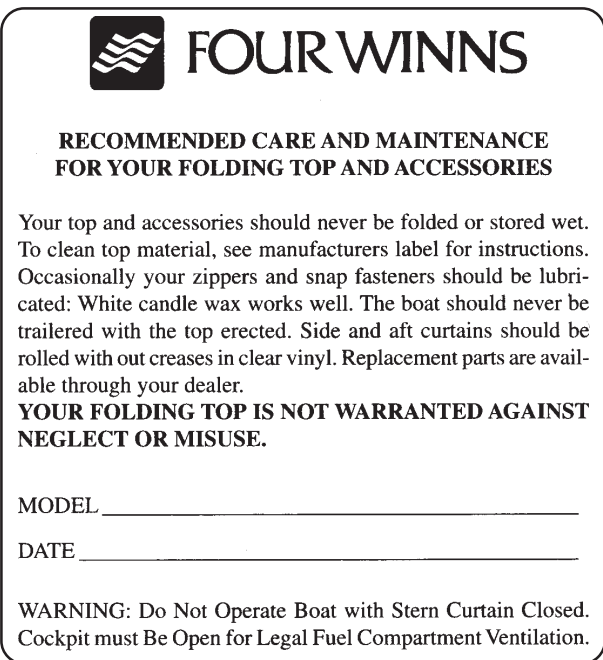 FOUR WINNS
RECOMMENDED CARE AND MAINTENANCE
FOR YOUR FOLDING TOP AND ACCESSORIES
Your top and accessories should never be folded or stored wet.
To clean top material, see manufacturers label for instructions.
Occasionally your zippers and snap fasteners should be lubri-
cated: White candle wax works well. The boat should never be
trailered with the top erected. Side and aft curtains should be
rolled with out creases in clear vinyl. Replacement parts are avail-
able through your dealer.
YOUR FOLDING TOP IS NOT WARRANTED AGAINST
NEGLECT OR MISUSE.
MODEL
DATE
WARNING: Do Not Operate Boat with Stern Curtain Closed.
Cockpit must Be Open for Legal Fuel Compartment Ventilation.